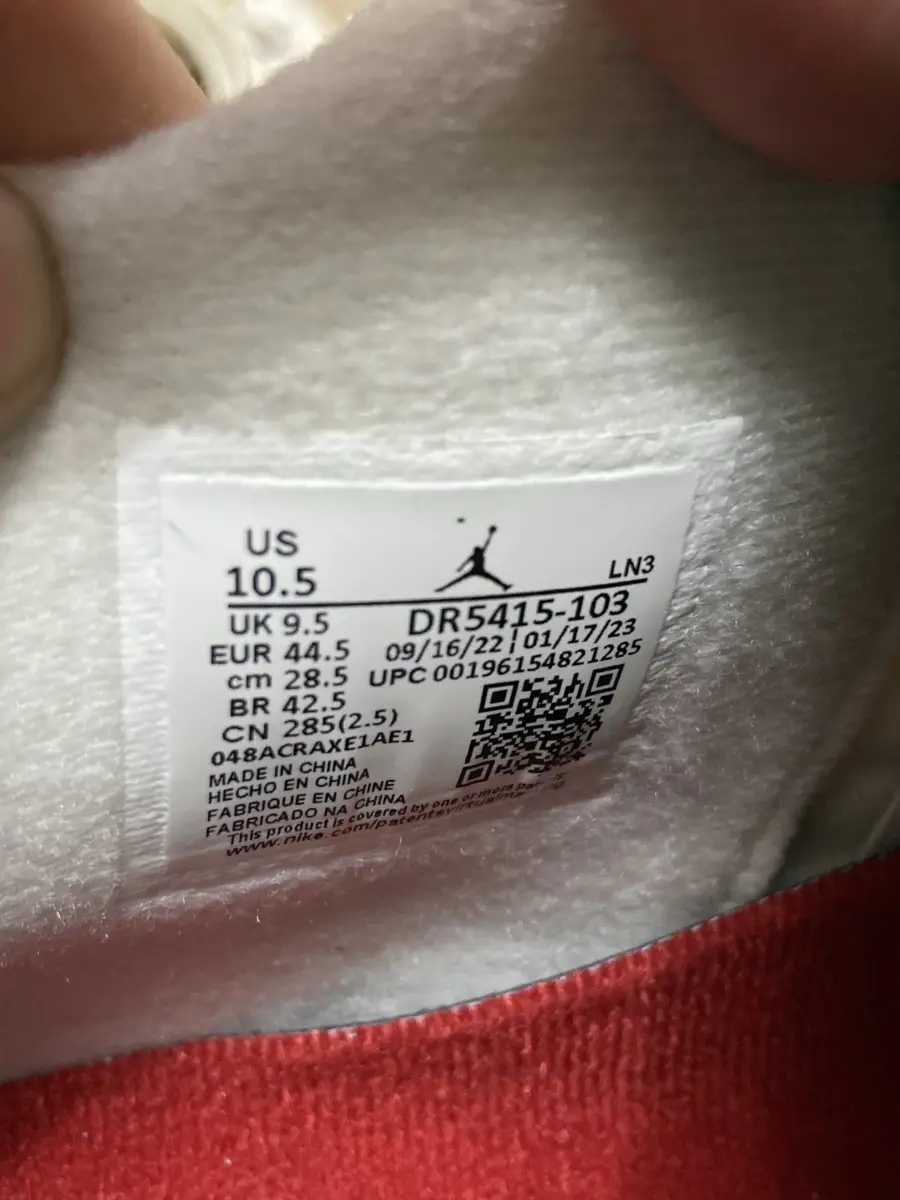 US
10.5
LN3
UK 9.5
DR5415-103
EUR 44.5
09/16/22 | 01/17/23
cm 28.5
UPC 00196154821285
BR 42.5
CN 285(2.5)
048ACRAXE1AE1
MADE IN CHINA
HECHO EN CHINA
FABRIQUE EN CHINE
FABRICADO NA CHINA
This product is covered by one or more
www.nike.com/patentsvirtual